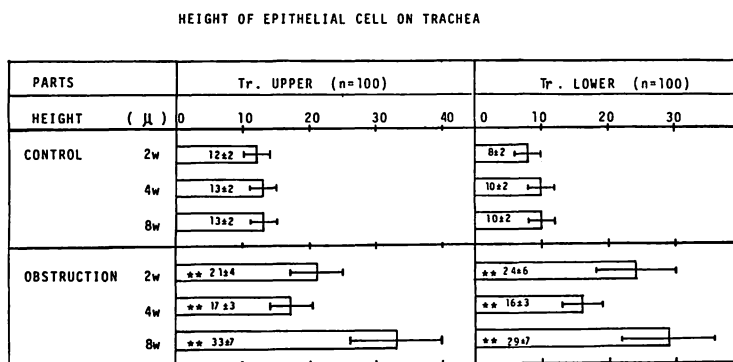 HEIGHT OF EPITHELIAL CELL ON TRACHEA
PARTS Tr. UPPER (n=100) Tr. LOWER (n=100)
HEIGHT (μ) 0 10 20 30 40 0 10 20 30
CONTROL 2w 12±2 8±2
4w 13±2 10±2
8w 13±2 10±2
OBSTRUCTION 2w ** 21±4 ** 24±6
4w ** 17±3 ** 16±3
8w ** 33±7 ** 29±7